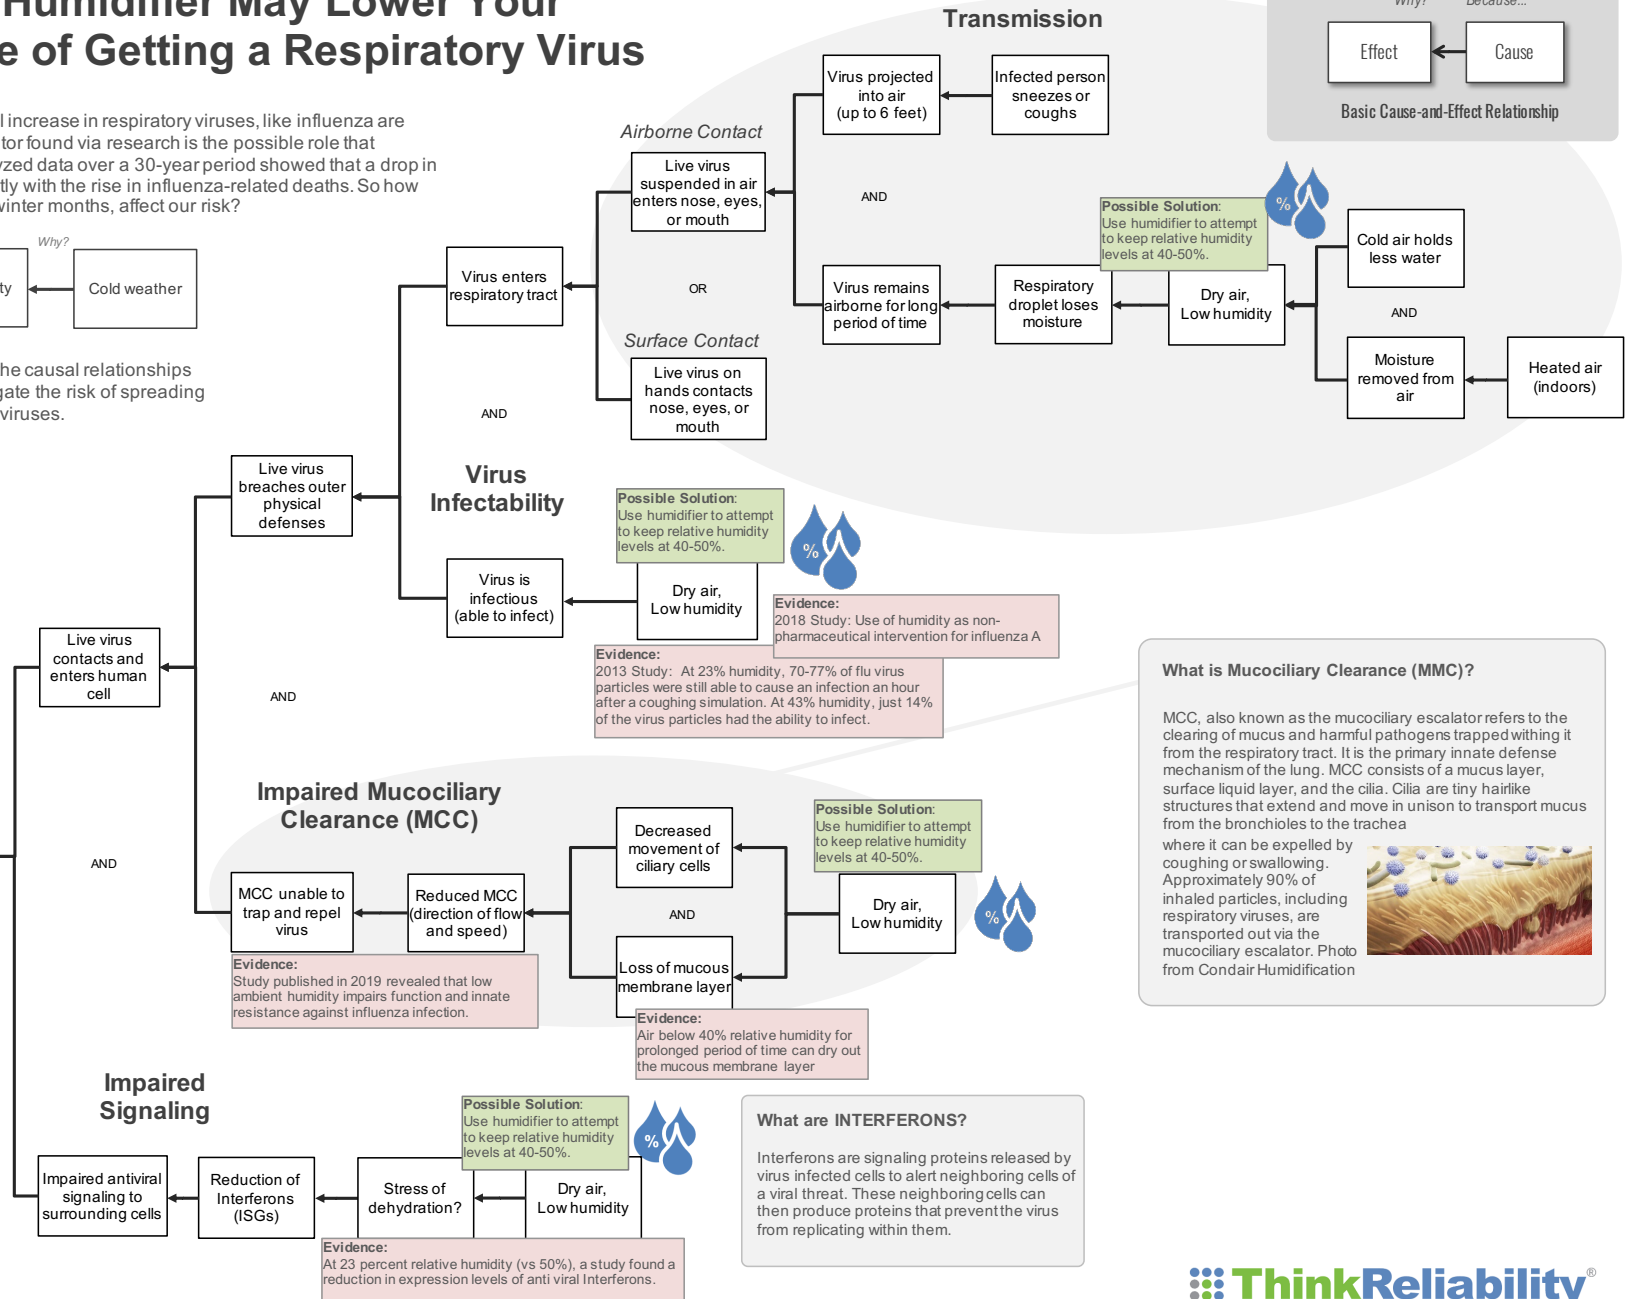 Humidifier May Lower Your
e of Getting a Respiratory Virus
l increase in respiratory viruses, like influenza are
tor found via research is the possible role that
yzed data over a 30-year period showed that a drop in
tly with the rise in influenza-related deaths. So how
winter months, affect our risk?
Why?
ty
Cold weather
he causal relationships
gate the risk of spreading
viruses.
Transmission
Why?
Because...
Effect
Cause
Basic Cause-and-Effect Relationship
Virus projected
into air
(up to 6 feet)
Infected person
sneezes or
coughs
Airborne Contact
Live virus
suspended in air
enters nose, eyes,
or mouth
AND
Possible Solution:
Use humidifier to attempt
to keep relative humidity
levels at 40-50%.
%
Cold air holds
less water
Virus enters
respiratory tract
OR
Virus remains
airborne for long
period of time
Respiratory
droplet loses
moisture
Dry air,
Low humidity
AND
Surface Contact
Live virus on
hands contacts
nose, eyes, or
mouth
Moisture
removed from
air
Heated air
(indoors)
AND
Live virus
breaches outer
physical
defenses
Virus
Infectability
Possible Solution:
Use humidifier to attempt
to keep relative humidity
levels at 40-50%.
%
Virus is
infectious
(able to infect)
Dry air,
Low humidity
Evidence:
2018 Study: Use of humidity as non-
pharmaceutical intervention for influenza A
Evidence:
2013 Study: At 23% humidity, 70-77% of flu virus
particles were still able to cause an infection an hour
after a coughing simulation. At 43% humidity, just 14%
of the virus particles had the ability to infect.
Live virus
contacts and
enters human
cell
AND
What is Mucociliary Clearance (MMC)?
MCC, also known as the mucociliary escalator refers to the
clearing of mucus and harmful pathogens trapped withing it
from the respiratory tract. It is the primary innate defense
mechanism of the lung. MCC consists of a mucus layer,
surface liquid layer, and the cilia. Cilia are tiny hairlike
structures that extend and move in unison to transport mucus
from the bronchioles to the trachea
where it can be expelled by
coughing or swallowing.
Approximately 90% of
inhaled particles, including
respiratory viruses, are
transported out via the
mucociliary escalator. Photo
from Condair Humidification
Impaired Mucociliary
Clearance (MCC)
AND
MCC unable to
trap and repel
virus
Reduced MCC
(direction of flow
and speed)
Decreased
movement of
ciliary cells
AND
Loss of mucous
membrane layer
Possible Solution:
Use humidifier to attempt
to keep relative humidity
levels at 40-50%.
Dry air,
Low humidity
%
Evidence:
Study published in 2019 revealed that low
ambient humidity impairs function and innate
resistance against influenza infection.
Evidence:
Air below 40% relative humidity for
prolonged period of time can dry out
the mucous membrane layer
Impaired
Signaling
Possible Solution:
Use humidifier to attempt
to keep relative humidity
levels at 40-50%.
%
Impaired antiviral
signaling to
surrounding cells
Reduction of
Interferons
(ISGs)
Stress of
dehydration?
Dry air,
Low humidity
Evidence:
At 23 percent relative humidity (vs 50%), a study found a
reduction in expression levels of anti viral Interferons.
What are INTERFERONS?
Interferons are signaling proteins released by
virus infected cells to alert neighboring cells of
a viral threat. These neighboring cells can
then produce proteins that prevent the virus
from replicating within them.
ThinkReliability®